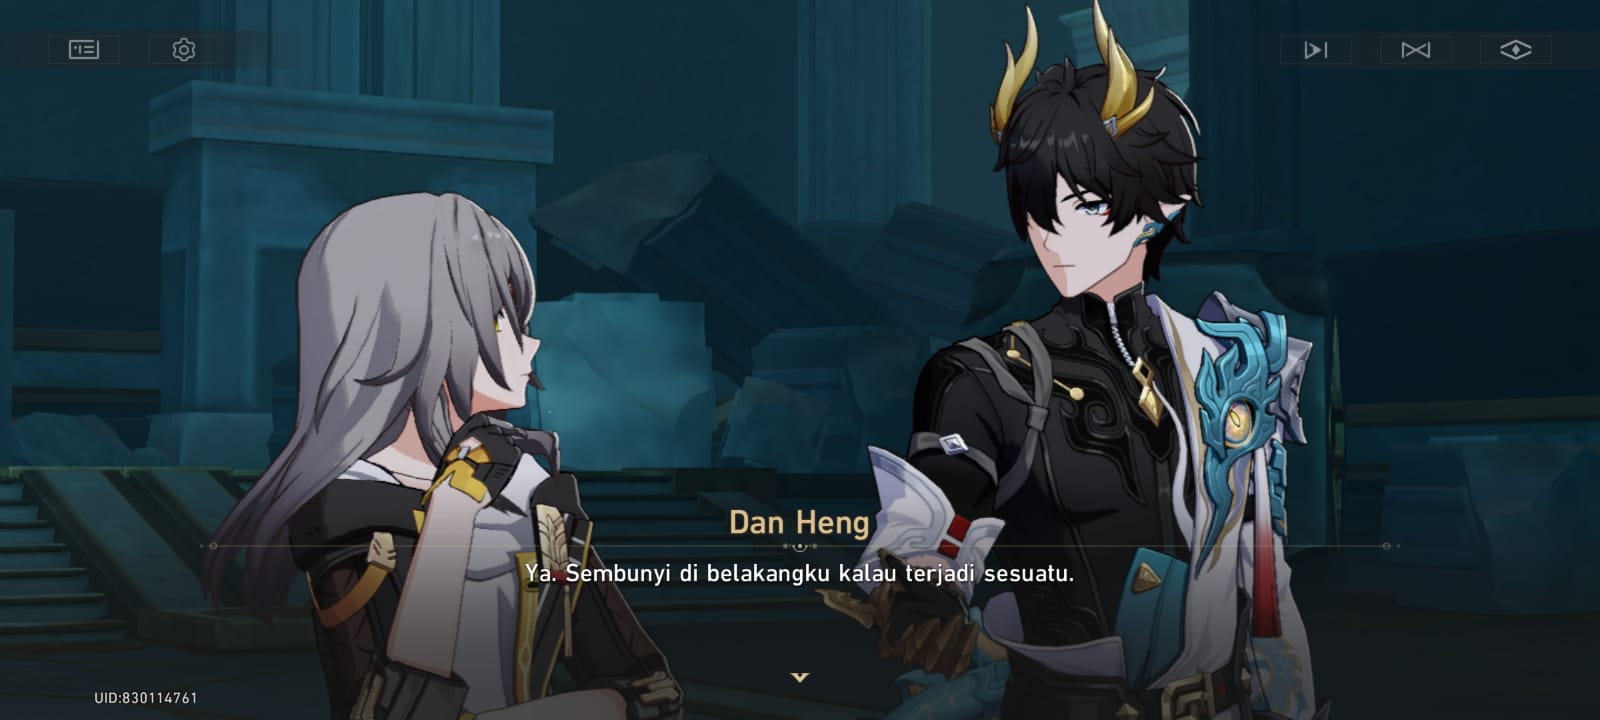 Dan Heng
Ya. Sembunyi di belakangku kalau terjadi sesuatu.
UID:830114761